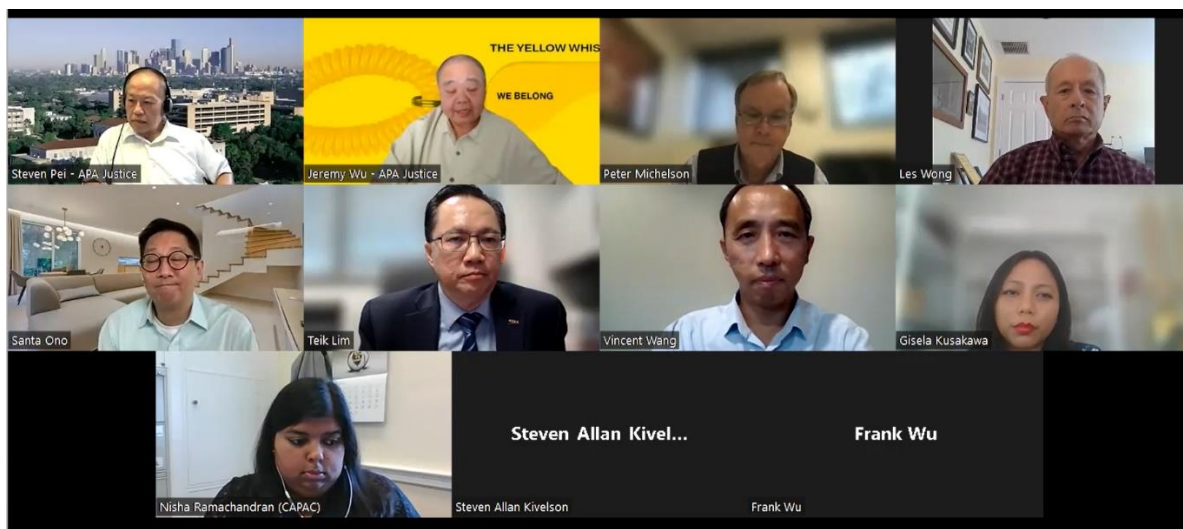 THE YELLOW WHIS
WE BELONG
Steven Pei - APA Justice
Jeremy Wu - APA Justice
Peter Michelson
Les Wong
Santa Ono
Teik Lim
Vincent Wang
Gisela Kusakawa
Steven Allan Kivel...
Frank Wu
Nisha Ramachandran (CAPAC)
Steven Allan Kivelson
Frank Wu